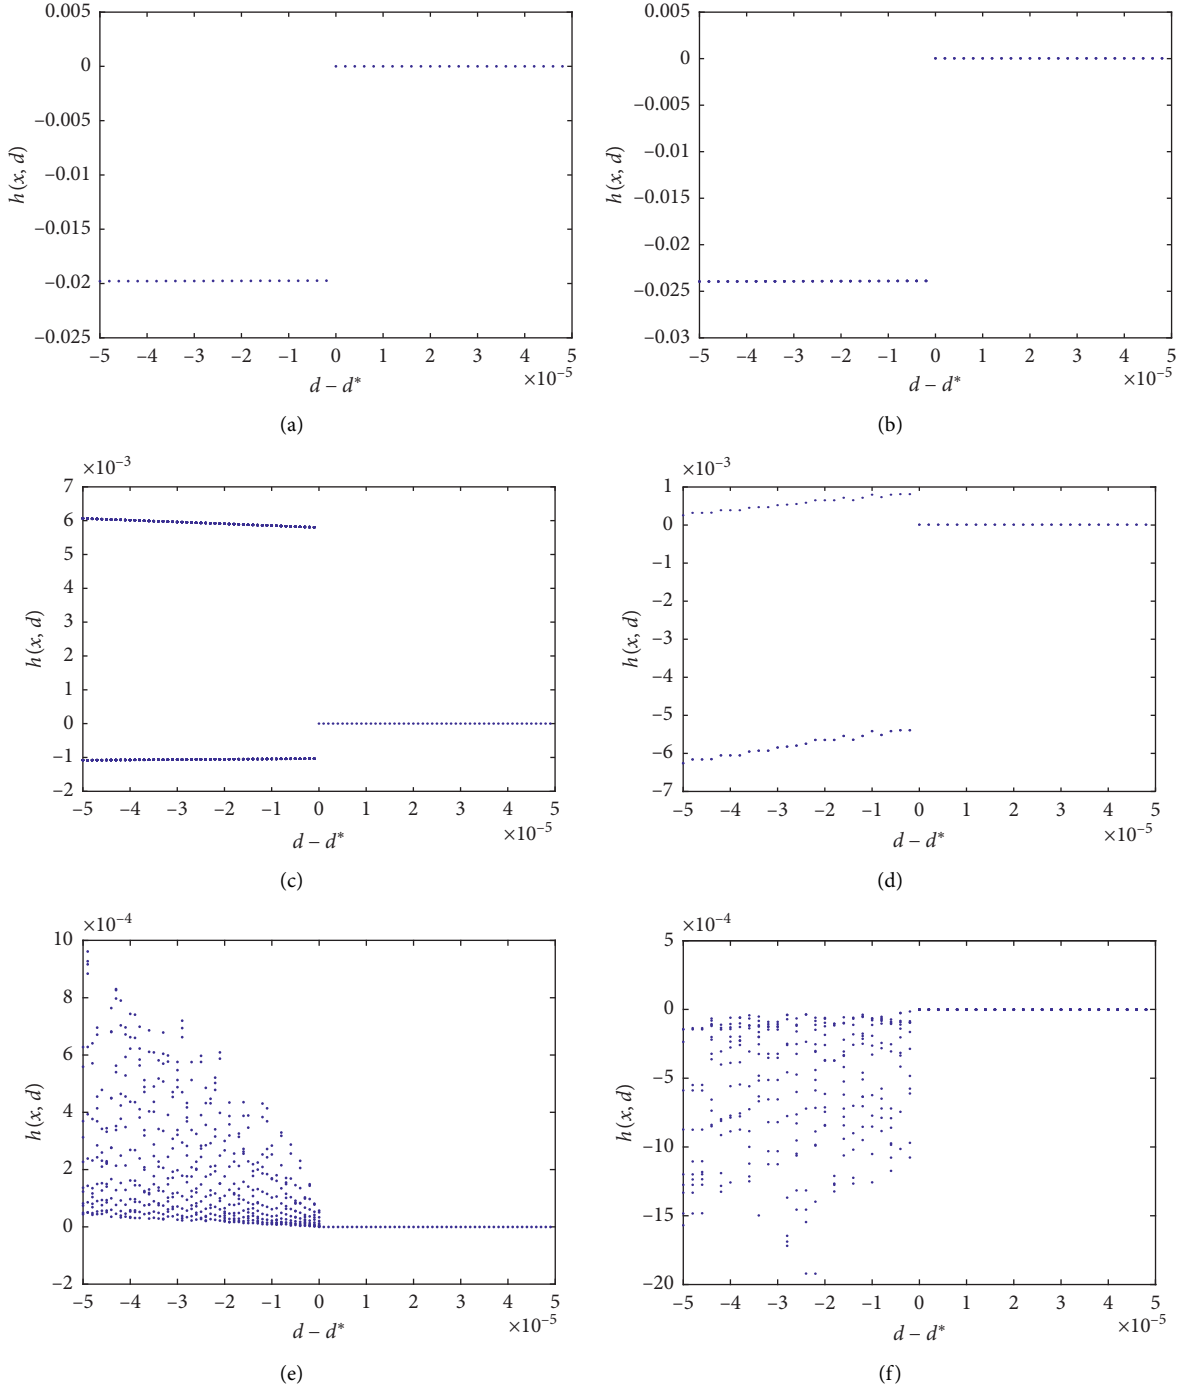 0.005
0
–0.005
–0.01
–0.015
–0.02
–0.025
h(x, d)
–5 –4 –3 –2 –1 0 1 2 3 4 5
×10–5
d – d*
(a)
0.005
0
–0.005
–0.01
–0.015
–0.02
–0.025
–0.03
h(x, d)
–5 –4 –3 –2 –1 0 1 2 3 4 5
×10–5
d – d*
(b)
×10–3
7
6
5
4
3
2
1
0
–1
–2
h(x, d)
–5 –4 –3 –2 –1 0 1 2 3 4 5
×10–5
d – d*
(c)
×10–3
1
0
–1
–2
–3
–4
–5
–6
–7
h(x, d)
–5 –4 –3 –2 –1 0 1 2 3 4 5
×10–5
d – d*
(d)
×10–4
10
8
6
4
2
0
–2
h(x, d)
–5 –4 –3 –2 –1 0 1 2 3 4 5
×10–5
d – d*
(e)
×10–4
5
0
–5
–10
–15
–20
h(x, d)
–5 –4 –3 –2 –1 0 1 2 3 4 5
×10–5
d – d*
(f)